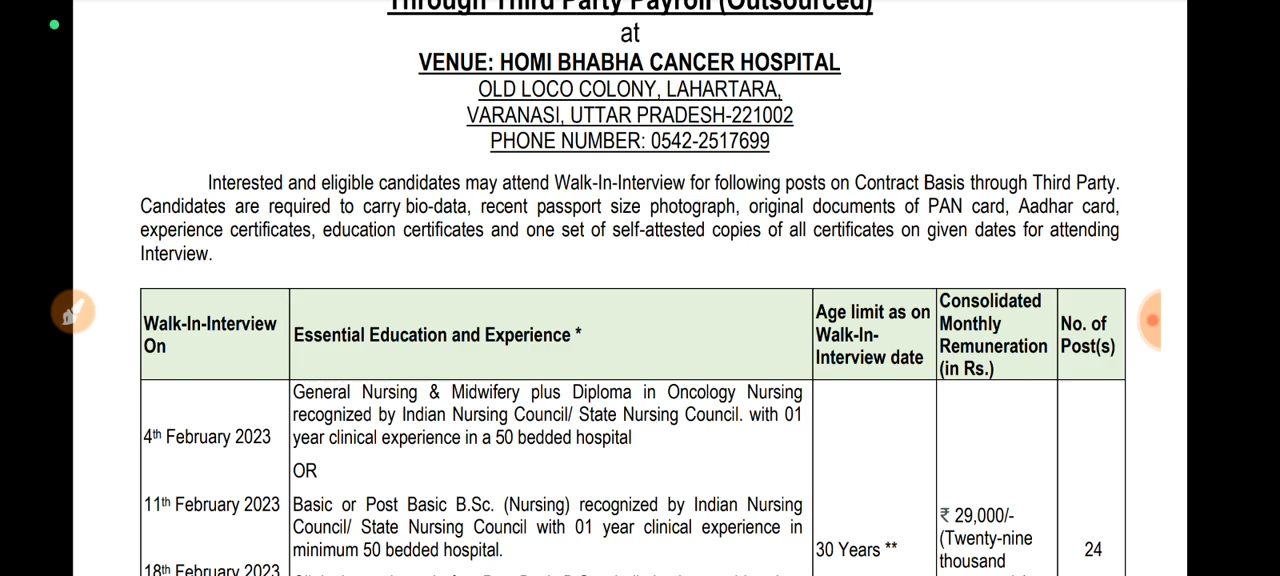 Through Third Party Payroll (Outsourced)
at
VENUE: HOMI BHABHA CANCER HOSPITAL
OLD LOCO COLONY, LAHARTARA,
VARANASI, UTTAR PRADESH-221002
PHONE NUMBER: 0542-2517699
Interested and eligible candidates may attend Walk-In-Interview for following posts on Contract Basis through Third Party.
Candidates are required to carry bio-data, recent passport size photograph, original documents of PAN card, Aadhar card,
experience certificates, education certificates and one set of self-attested copies of all certificates on given dates for attending
Interview.
Walk-In-Interview
On
Essential Education and Experience *
Age limit as on
Walk-In-
Interview date
Consolidated
Monthly
Remuneration
(in Rs.)
No. of
Post(s)
4th February 2023
11th February 2023
18th February 2023
General Nursing & Midwifery plus Diploma in Oncology Nursing
recognized by Indian Nursing Council/ State Nursing Council. with 01
year clinical experience in a 50 bedded hospital
OR
Basic or Post Basic B.Sc. (Nursing) recognized by Indian Nursing
Council/ State Nursing Council with 01 year clinical experience in
minimum 50 bedded hospital.
30 Years **
₹ 29,000/-
(Twenty-nine
thousand
24